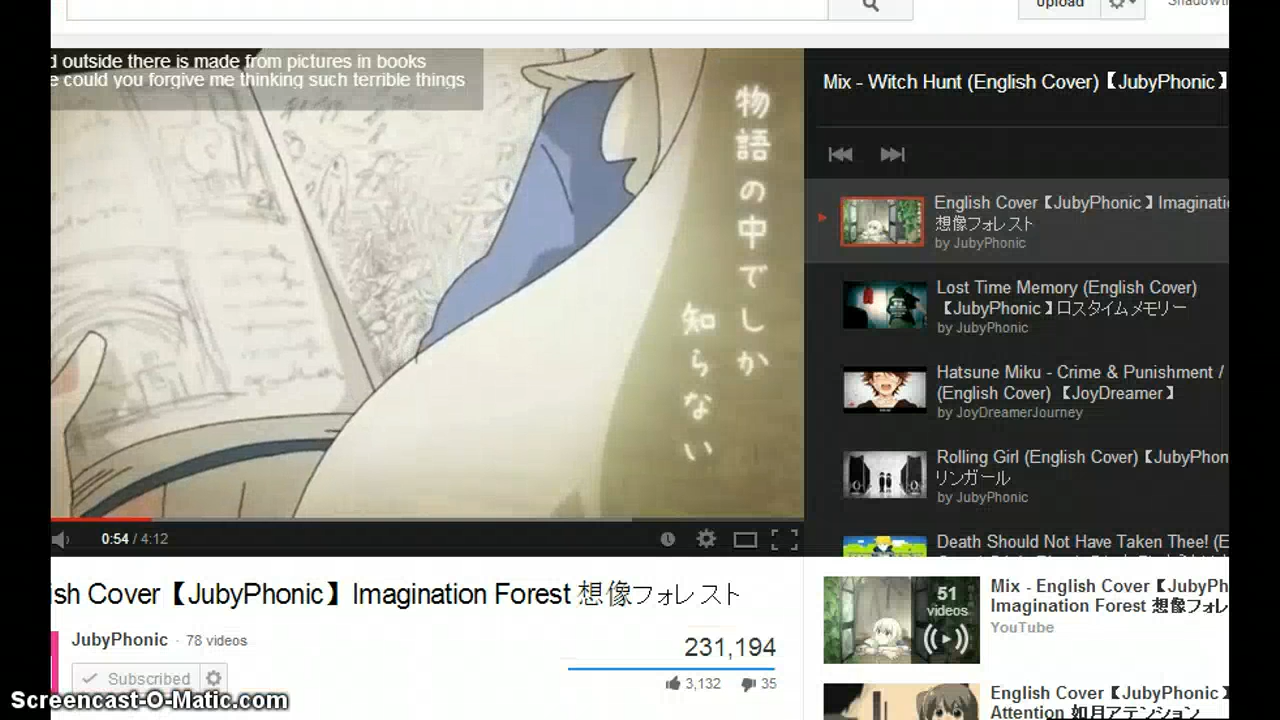 Upload
d outside there is made from pictures in books
e could you forgive me thinking such terrible things
物語の中でしか
知らない
0:54 / 4:12
Mix - Witch Hunt (English Cover)【JubyPhonic】
English Cover【JubyPhonic】Imaginati
想像フォレスト
by JubyPhonic
Lost Time Memory (English Cover)
【JubyPhonic】ロスタイムメモリー
by JubyPhonic
Hatsune Miku - Crime & Punishment /
(English Cover) 【JoyDreamer】
by JoyDreamerJourney
Rolling Girl (English Cover)【JubyPhon
リンガール
by JubyPhonic
Death Should Not Have Taken Thee! (E
ish Cover【JubyPhonic】Imagination Forest 想像フォレスト
JubyPhonic · 78 videos
Subscribed
231,194
3,132 35
51
videos
Mix - English Cover【JubyPh
Imagination Forest 想像フォレ
YouTube
English Cover【JubyPhonic】
Attention 如月アテンション
Screencast-O-Matic.com